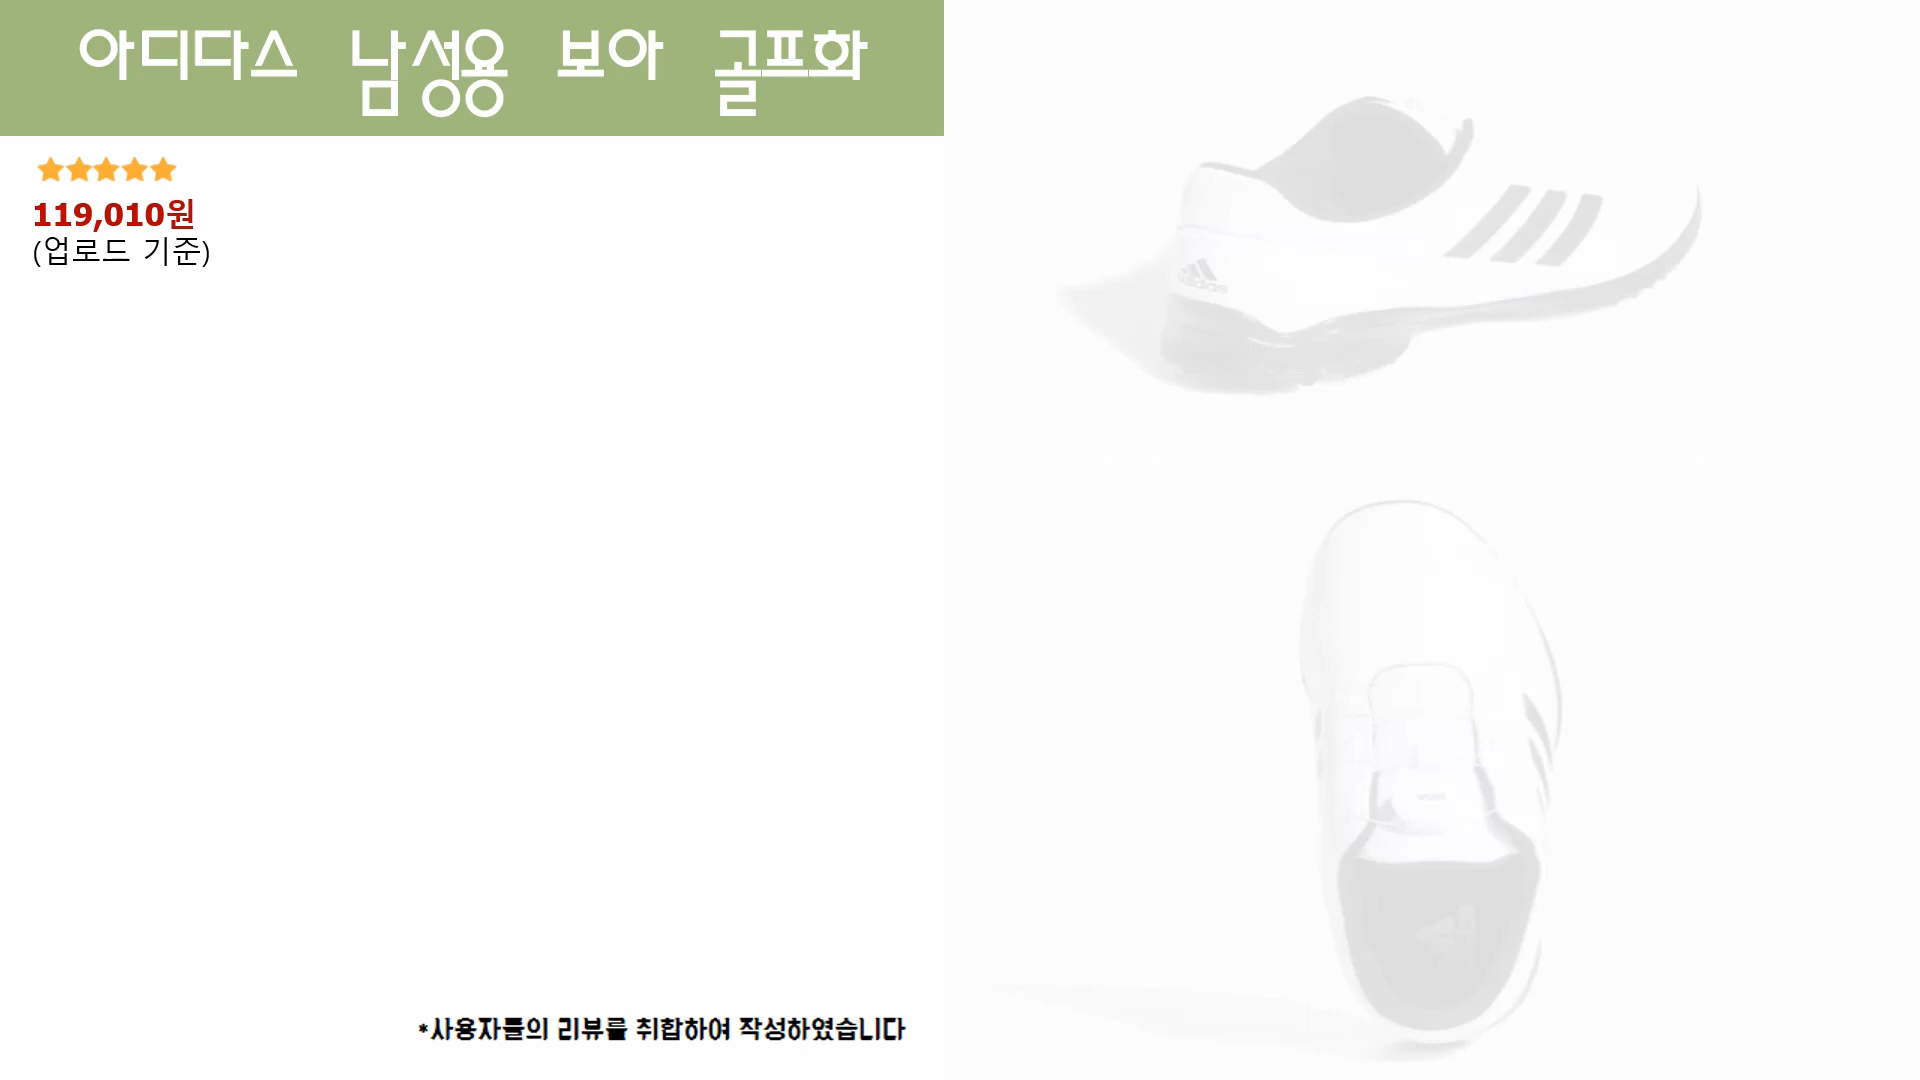 아디다스 남성용 보아 골프화
119,010원
(업로드 기준)
adidas
*사용자들의 리뷰를 취합하여 작성하였습니다